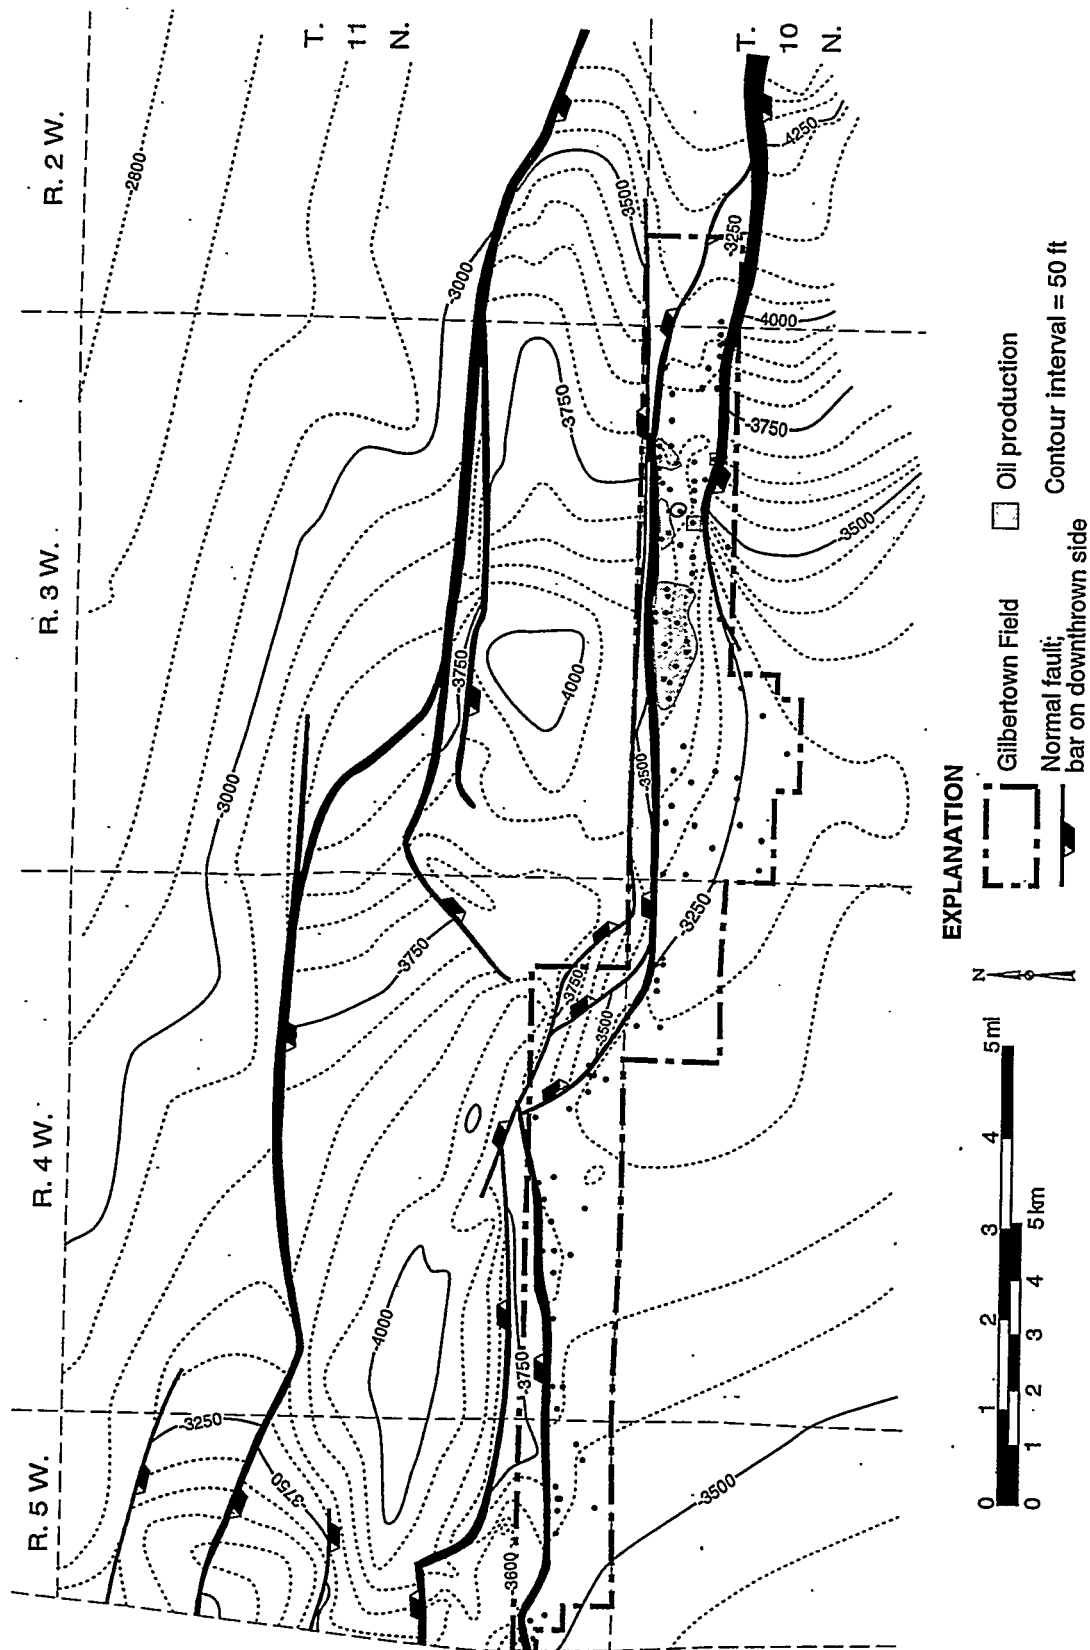 R. 5 W.
R. 4 W.
R. 3 W.
R. 2 W.
T.
11
N.
T.
10
N.
-2800
-3000
-3000
-3250
-3750
-3750
-3750
-3750
-4000
-4000
-3500
-3500
-3750
-3500
-3750
-3600
-3250
-3250
-4250
-4000
-3750
-3500
-3500
N
0
1
2
3
4
5 mi
0
1
2
3
4
5 km
EXPLANATION
Gilbertown Field
Oil production
Normal fault;
bar on downthrown side
Contour interval = 50 ft